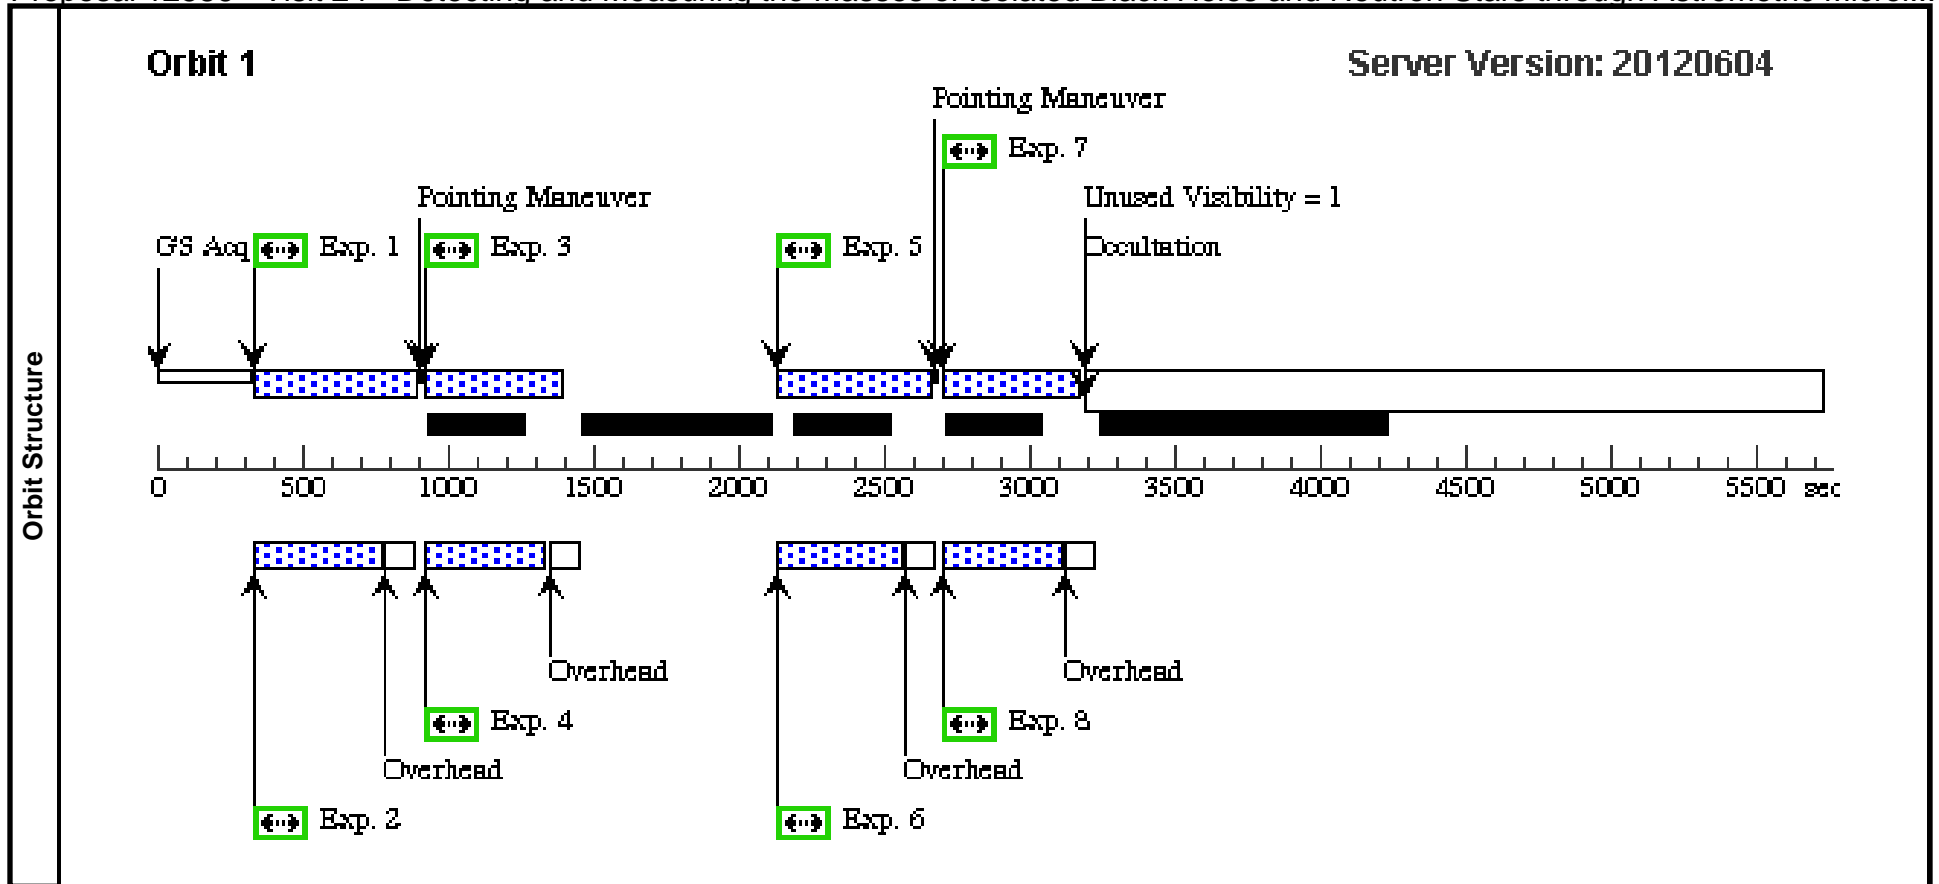 Orbit Structure
Orbit 1
Server Version: 20120604
Pointing Maneuver
Exp. 7
Pointing Maneuver
Unused Visibility = 1
GS Acq
Exp. 1
Exp. 3
Exp. 5
Occultation
0 500 1000 1500 2000 2500 3000 3500 4000 4500 5000 5500 sec
Overhead
Overhead
Exp. 4
Exp. 8
Overhead
Overhead
Exp. 2
Exp. 6